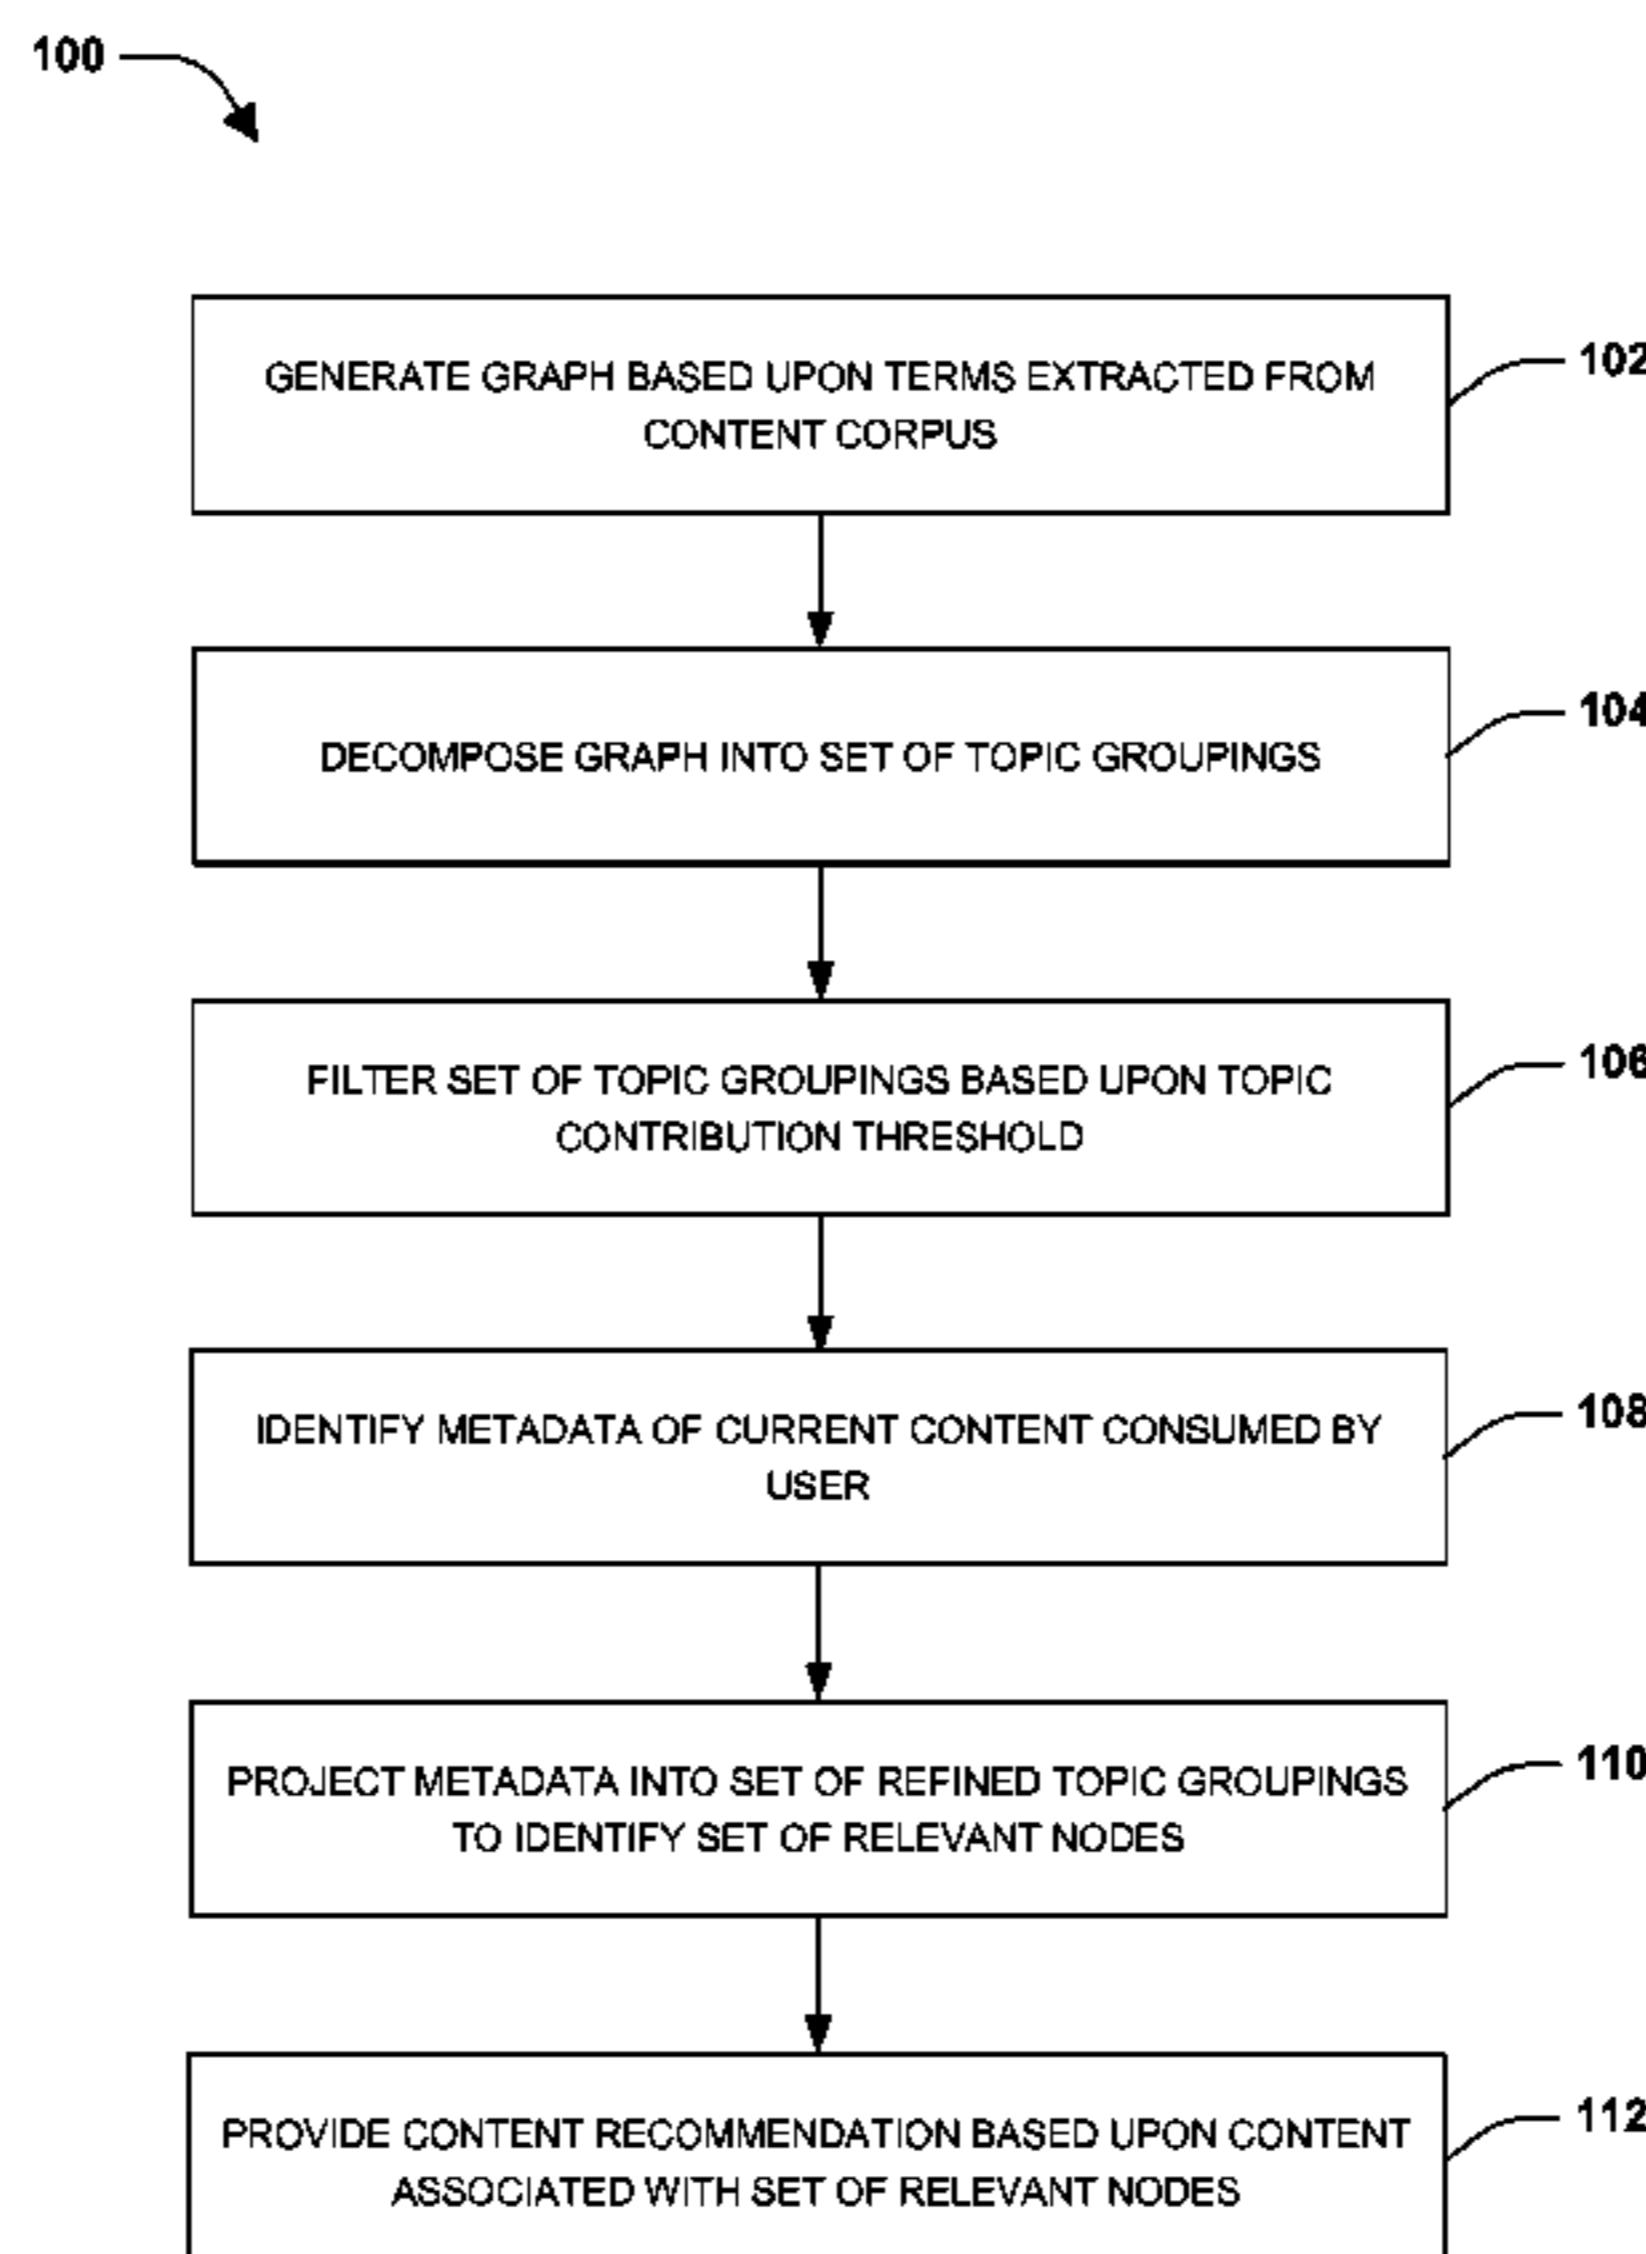 100
GENERATE GRAPH BASED UPON TERMS EXTRACTED FROM
CONTENT CORPUS
102
DECOMPOSE GRAPH INTO SET OF TOPIC GROUPINGS
104
FILTER SET OF TOPIC GROUPINGS BASED UPON TOPIC
CONTRIBUTION THRESHOLD
106
IDENTIFY METADATA OF CURRENT CONTENT CONSUMED BY
USER
108
PROJECT METADATA INTO SET OF REFINED TOPIC GROUPINGS
TO IDENTIFY SET OF RELEVANT NODES
110
PROVIDE CONTENT RECOMMENDATION BASED UPON CONTENT
ASSOCIATED WITH SET OF RELEVANT NODES
112